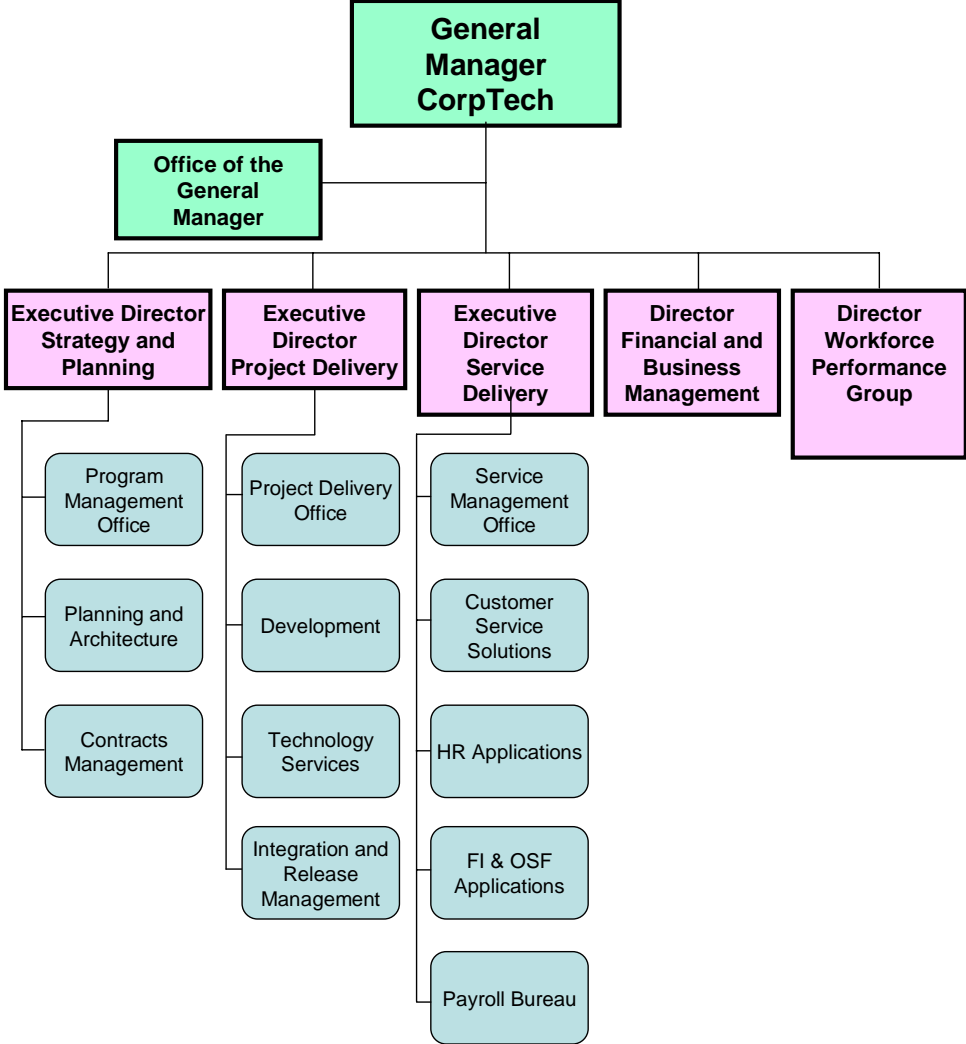 General
Manager
CorpTech
Office of the
General
Manager
Executive Director
Strategy and
Planning
Executive
Director
Project Delivery
Executive
Director
Service
Delivery
Director
Financial and
Business
Management
Director
Workforce
Performance
Group
Program
Management
Office
Planning and
Architecture
Contracts
Management
Project Delivery
Office
Development
Technology
Services
Integration and
Release
Management
Service
Management
Office
Customer
Service
Solutions
HR Applications
FI & OSF
Applications
Payroll Bureau